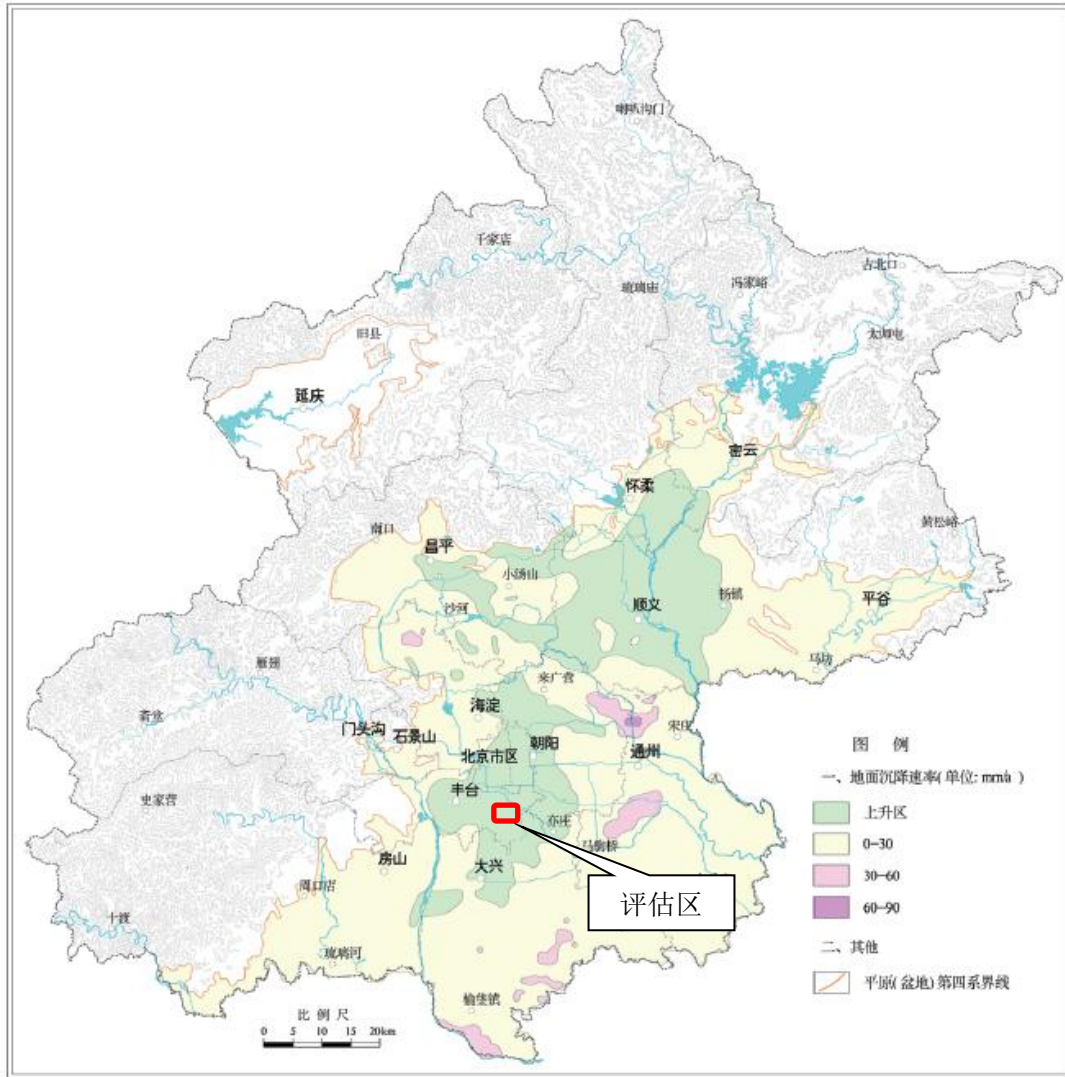 喇叭沟门
千家店
古北口
琉璃庙
冯家峪
太师屯
旧县
延庆
密云
怀柔
黄松峪
南口
昌平
小汤山
沙河
顺义
杨镇
平谷
马坊
雁翅
来广营
斋堂
海淀
宋庄
门头沟
石景山
北京市区
朝阳
通州
史家营
丰台
亦庄
马驹桥
房山
大兴
周口店
评估区
十渡
琉璃河
榆垡镇
图 例
一、地面沉降速率(单位: mm/a )
上升区
0-30
30-60
60-90
二、其他
平原(盆地)第四系界线
比 例 尺
0 5 10 15 20km